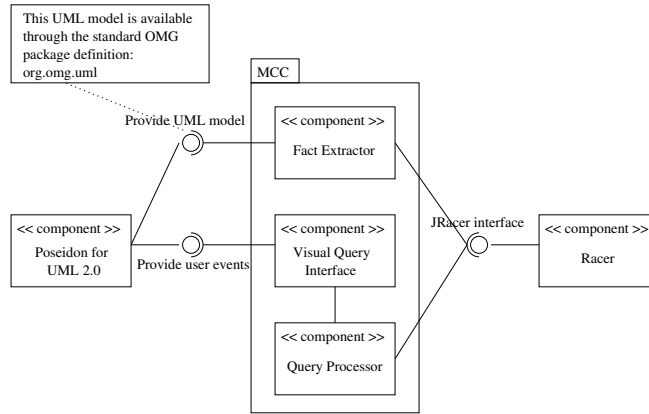 This UML model is available
through the standard OMG
package definition:
org.omg.uml
MCC
Provide UML model
<< component >>
Fact Extractor
<< component >>
Poseidon for
UML 2.0
Provide user events
<< component >>
Visual Query
Interface
JRacer interface
<< component >>
Racer
<< component >>
Query Processor